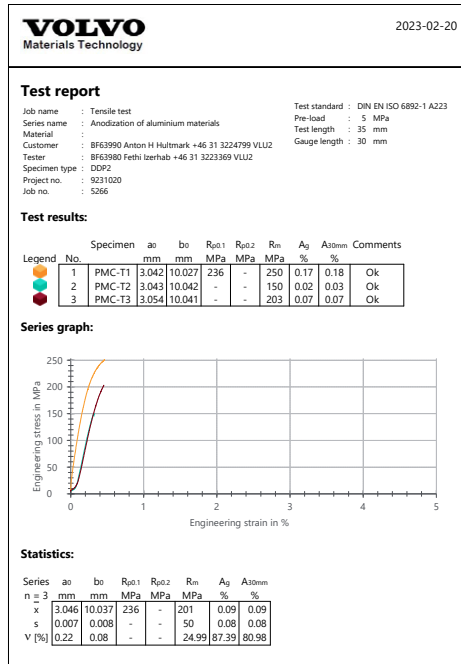 VOLVO
Materials Technology
2023-02-20
Test report
Job name : Tensile test
Series name : Anodization of aluminium materials
Material :
Customer : BF63990 Anton H Hultmark +46 31 3224799 VLU2
Tester : BF63980 Fethi Izerhab +46 31 3223369 VLU2
Specimen type : DDP2
Project no. : 9231020
Job no. : 5266
Test standard : DIN EN ISO 6892-1 A223
Pre-load : 5 MPa
Test length : 35 mm
Gauge length : 30 mm
Test results:
Specimen a0 b0 Rp0.1 Rp0.2 Rm Ag A30mm Comments
Legend No. mm mm MPa MPa MPa % %
1 PMC-T1 3.042 10.027 236 - 250 0.17 0.18 Ok
2 PMC-T2 3.043 10.042 - - 150 0.02 0.03 Ok
3 PMC-T3 3.054 10.041 - - 203 0.07 0.07 Ok
Series graph:
Engineering stress in MPa
250
200
150
100
50
0
0 1 2 3 4 5
Engineering strain in %
Statistics:
Series a0 b0 Rp0.1 Rp0.2 Rm Ag A30mm
n = 3 mm mm MPa MPa MPa % %
x̅ 3.046 10.037 236 - 201 0.09 0.09
s 0.007 0.008 - - 50 0.08 0.08
ν [%] 0.22 0.08 - - 24.99 87.39 80.98